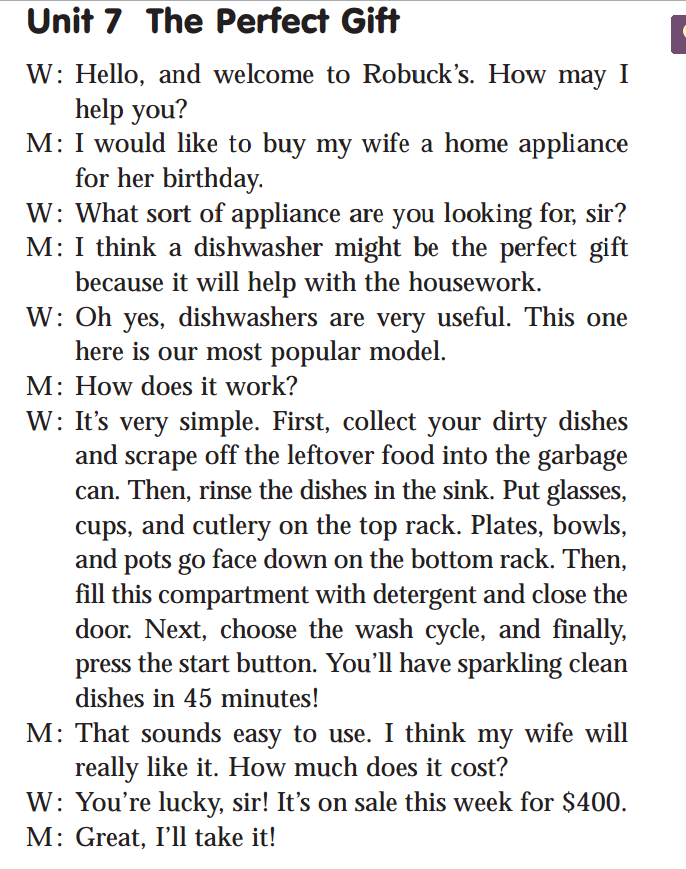 Unit 7 The Perfect Gift
W: Hello, and welcome to Robuck’s. How may I
help you?
M: I would like to buy my wife a home appliance
for her birthday.
W: What sort of appliance are you looking for, sir?
M: I think a dishwasher might be the perfect gift
because it will help with the housework.
W: Oh yes, dishwashers are very useful. This one
here is our most popular model.
M: How does it work?
W: It’s very simple. First, collect your dirty dishes
and scrape off the leftover food into the garbage
can. Then, rinse the dishes in the sink. Put glasses,
cups, and cutlery on the top rack. Plates, bowls,
and pots go face down on the bottom rack. Then,
fill this compartment with detergent and close the
door. Next, choose the wash cycle, and finally,
press the start button. You’ll have sparkling clean
dishes in 45 minutes!
M: That sounds easy to use. I think my wife will
really like it. How much does it cost?
W: You’re lucky, sir! It’s on sale this week for $400.
M: Great, I’ll take it!